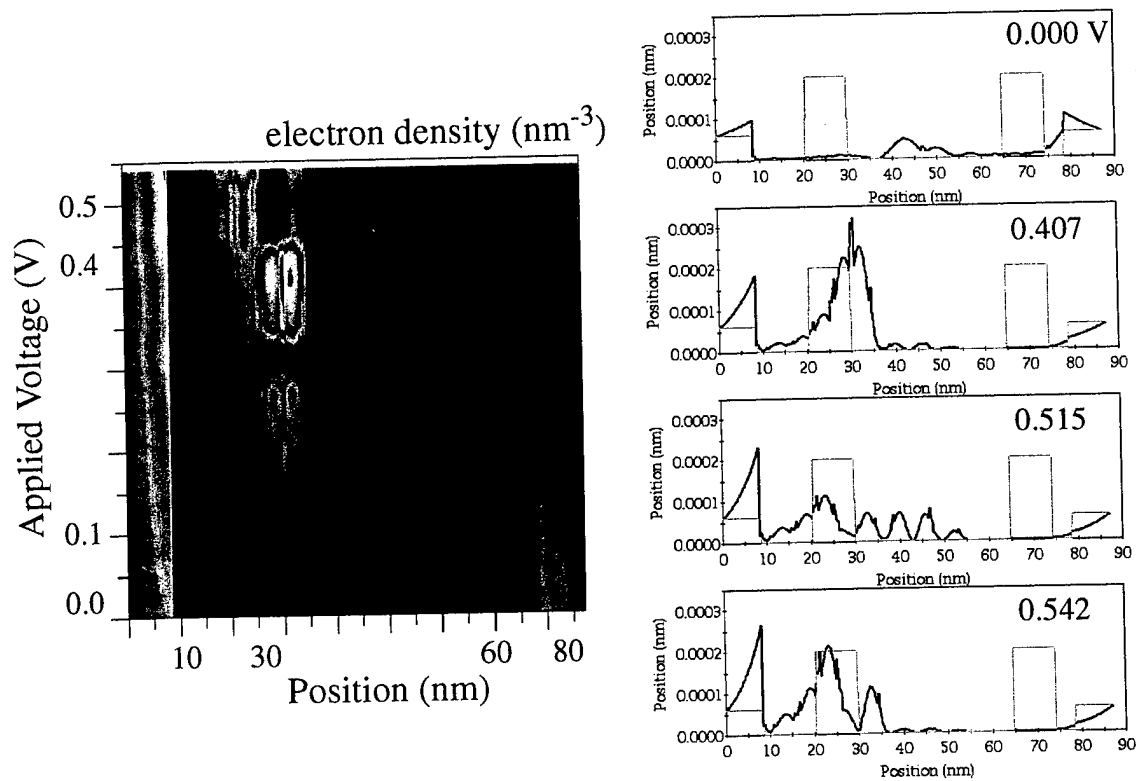 electron density (nm-3)
Applied Voltage (V)
0.5
0.4
0.1
0.0
10 30 60 80
Position (nm)
0.000 V
Position (nm)
0.0003
0.0002
0.0001
0.0000
0 10 20 30 40 50 60 70 80 90
Position (nm)
0.407
Position (nm)
0.0003
0.0002
0.0001
0.0000
0 10 20 30 40 50 60 70 80 90
Position (nm)
0.515
Position (nm)
0.0003
0.0002
0.0001
0.0000
0 10 20 30 40 50 60 70 80 90
Position (nm)
0.542
Position (nm)
0.0003
0.0002
0.0001
0.0000
0 10 20 30 40 50 60 70 80 90
Position (nm)